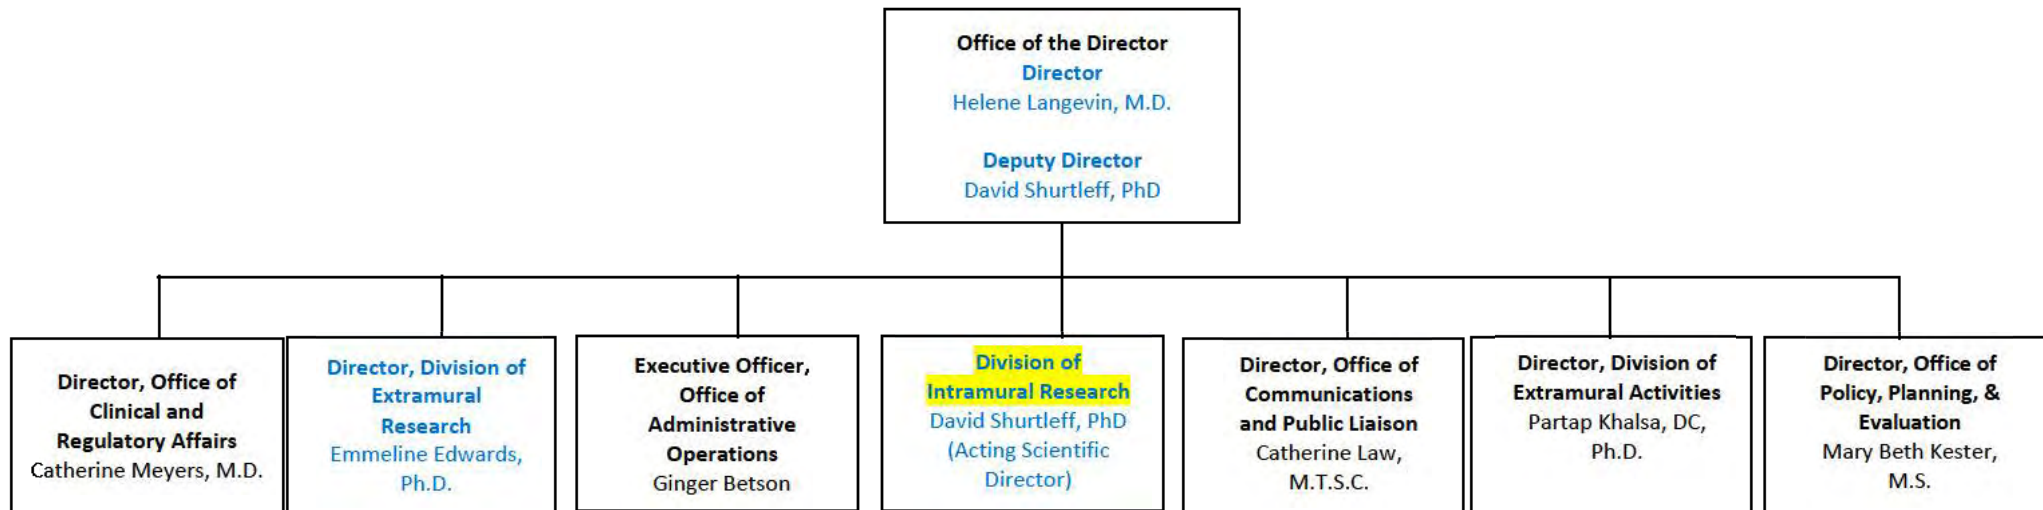 Office of the Director
Director
Helene Langevin, M.D.
Deputy Director
David Shurtleff, PhD
Director, Office of
Clinical and
Regulatory Affairs
Catherine Meyers, M.D.
Director, Division of
Extramural
Research
Emmeline Edwards,
Ph.D.
Executive Officer,
Office of
Administrative
Operations
Ginger Betson
Division of
Intramural Research
David Shurtleff, PhD
(Acting Scientific
Director)
Director, Office of
Communications
and Public Liaison
Catherine Law,
M.T.S.C.
Director, Division of
Extramural Activities
Partap Khalsa, DC,
Ph.D.
Director, Office of
Policy, Planning, &
Evaluation
Mary Beth Kester,
M.S.